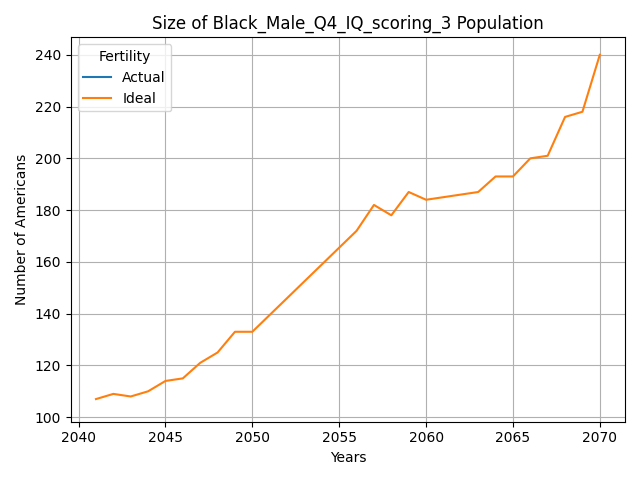 Size of Black_Male_Q4_IQ_scoring_3 Population
Fertility
Actual
Ideal
Number of Americans
240
220
200
180
160
140
120
100
2040 2045 2050 2055 2060 2065 2070
Years